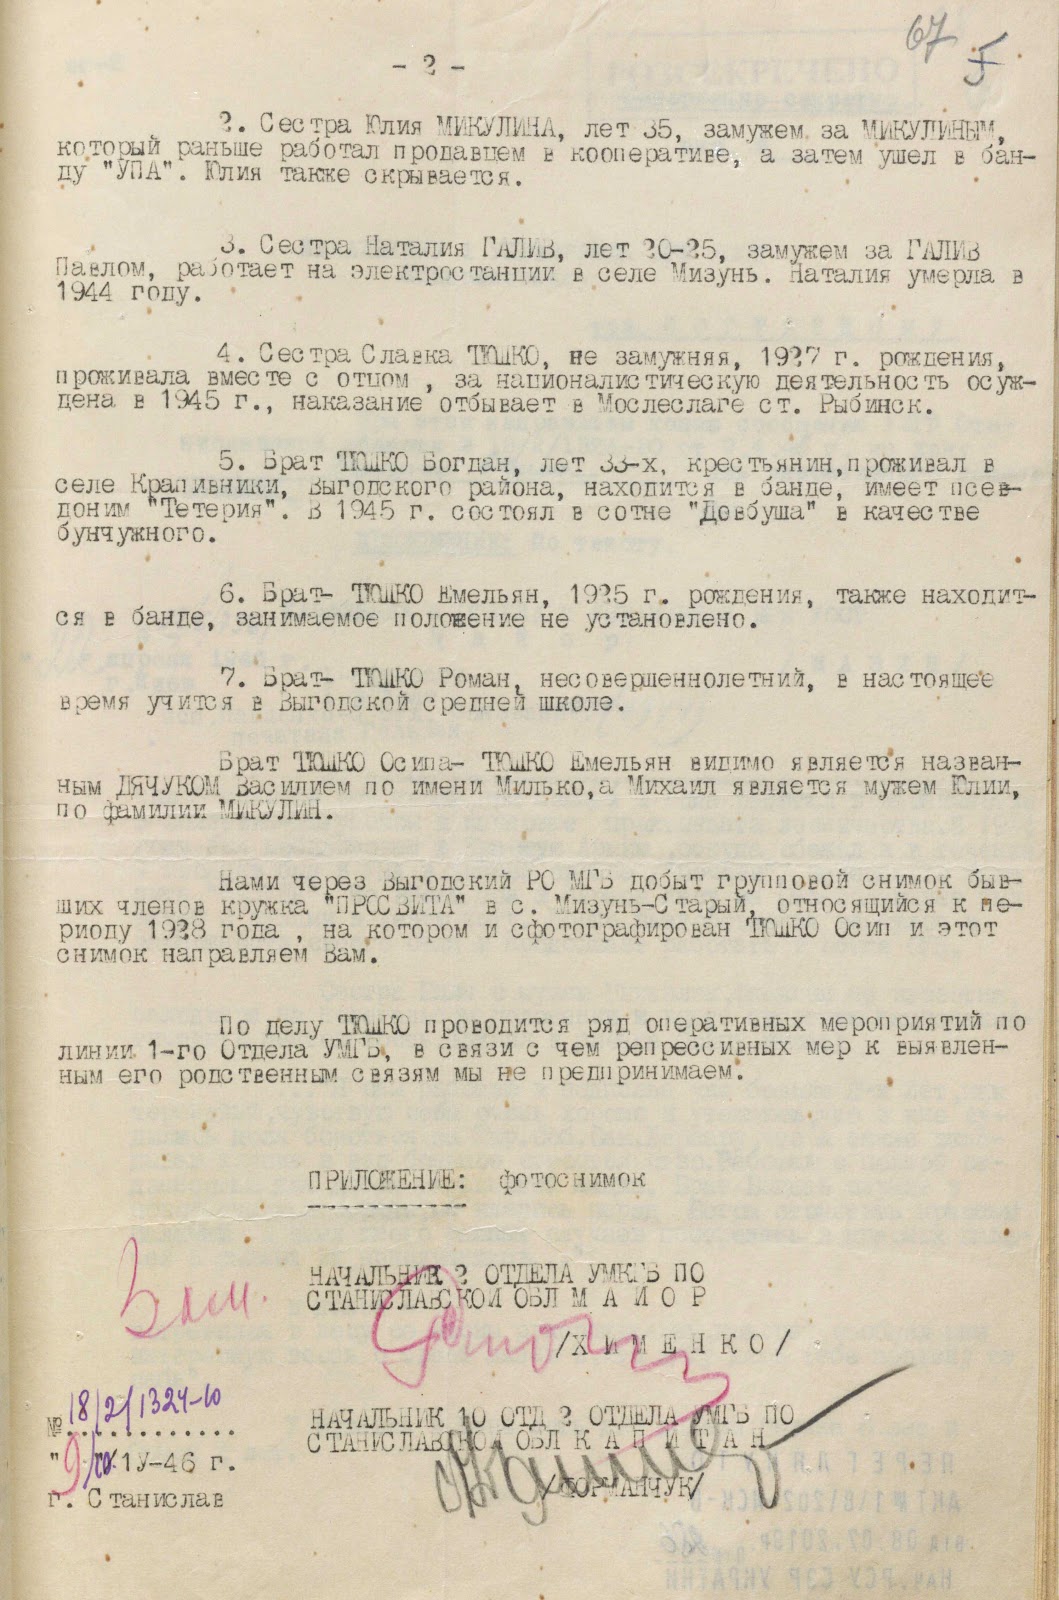 67
- 2 -
2. Сестра Юлия МИКУЛИНА, лет 35, замужем за МИКУЛИНЫМ,
который раньше работал продавцем в кооперативе, а затем ушел в бан-
ду "УПА". Юлия также скрывается.
3. Сестра Наталия ГАЛИВ, лет 20-25, замужем за ГАЛИВ
Павлом, работает на электростанции в селе Мизунь. Наталия умерла в
1944 году.
4. Сестра Славка ТЮШКО, не замужняя, 1927 г. рождения,
проживала вместе с отцом , за националистическую деятельность осуж-
дена в 1945 г., наказание отбывает в Мослеслаге ст. Рыбинск.
5. Брат ТЮШКО Богдан, лет 33-х, крестьянин,проживал в
селе Крапивники, Выгодского района, находится в банде, имеет псев-
доним "Тетерия". В 1945 г. состоял в сотне "Довбуша" в качестве
бунчужного.
6. Брат- ТЮШКО Емельян, 1925 г. рождения, также находит-
ся в банде, занимаемое положение не установлено.
7. Брат- ТЮШКО Роман, несовершеннолетний, в настоящее
время учится в Выгодской средней школе.
Брат ТЮШКО Осипа- ТЮШКО Емельян видимо является назван-
ным ДЯЧУКОМ Василием по имени Милько,а Михаил является мужем Юлии,
по фамилии МИКУЛИН.
Нами через Выгодский РО МГБ добыт групповой снимок быв-
ших членов кружка "ПРОСВИТА" в с. Мизунь-Старый, относящийся к пе-
риоду 1928 года , на котором и сфотографирован ТЮШКО Осип и этот
снимок направляем Вам.
По делу ТЮШКО проводится ряд оперативных мероприятий по
линии 1-го Отдела УМГБ, в связи с чем репрессивных мер к выявлен-
ным его родственным связям мы не предпринимаем.
ПРИЛОЖЕНИЕ: фотоснимок
Зам.
НАЧАЛЬНИК 2 ОТДЕЛА УМКГБ ПО
СТАНИСЛАВСКОЙ ОБЛ М А Й О Р
/Х И М Е Н К О/
№ 18/2/1324-10
НАЧАЛЬНИК 10 ОТД 2 ОТДЕЛА УМГБ ПО
СТАНИСЛАВСКОЙ ОБЛ К А П И Т А Н
"9" 1У-46 г.
/ФОРМАНЧУК/
г. Станислав